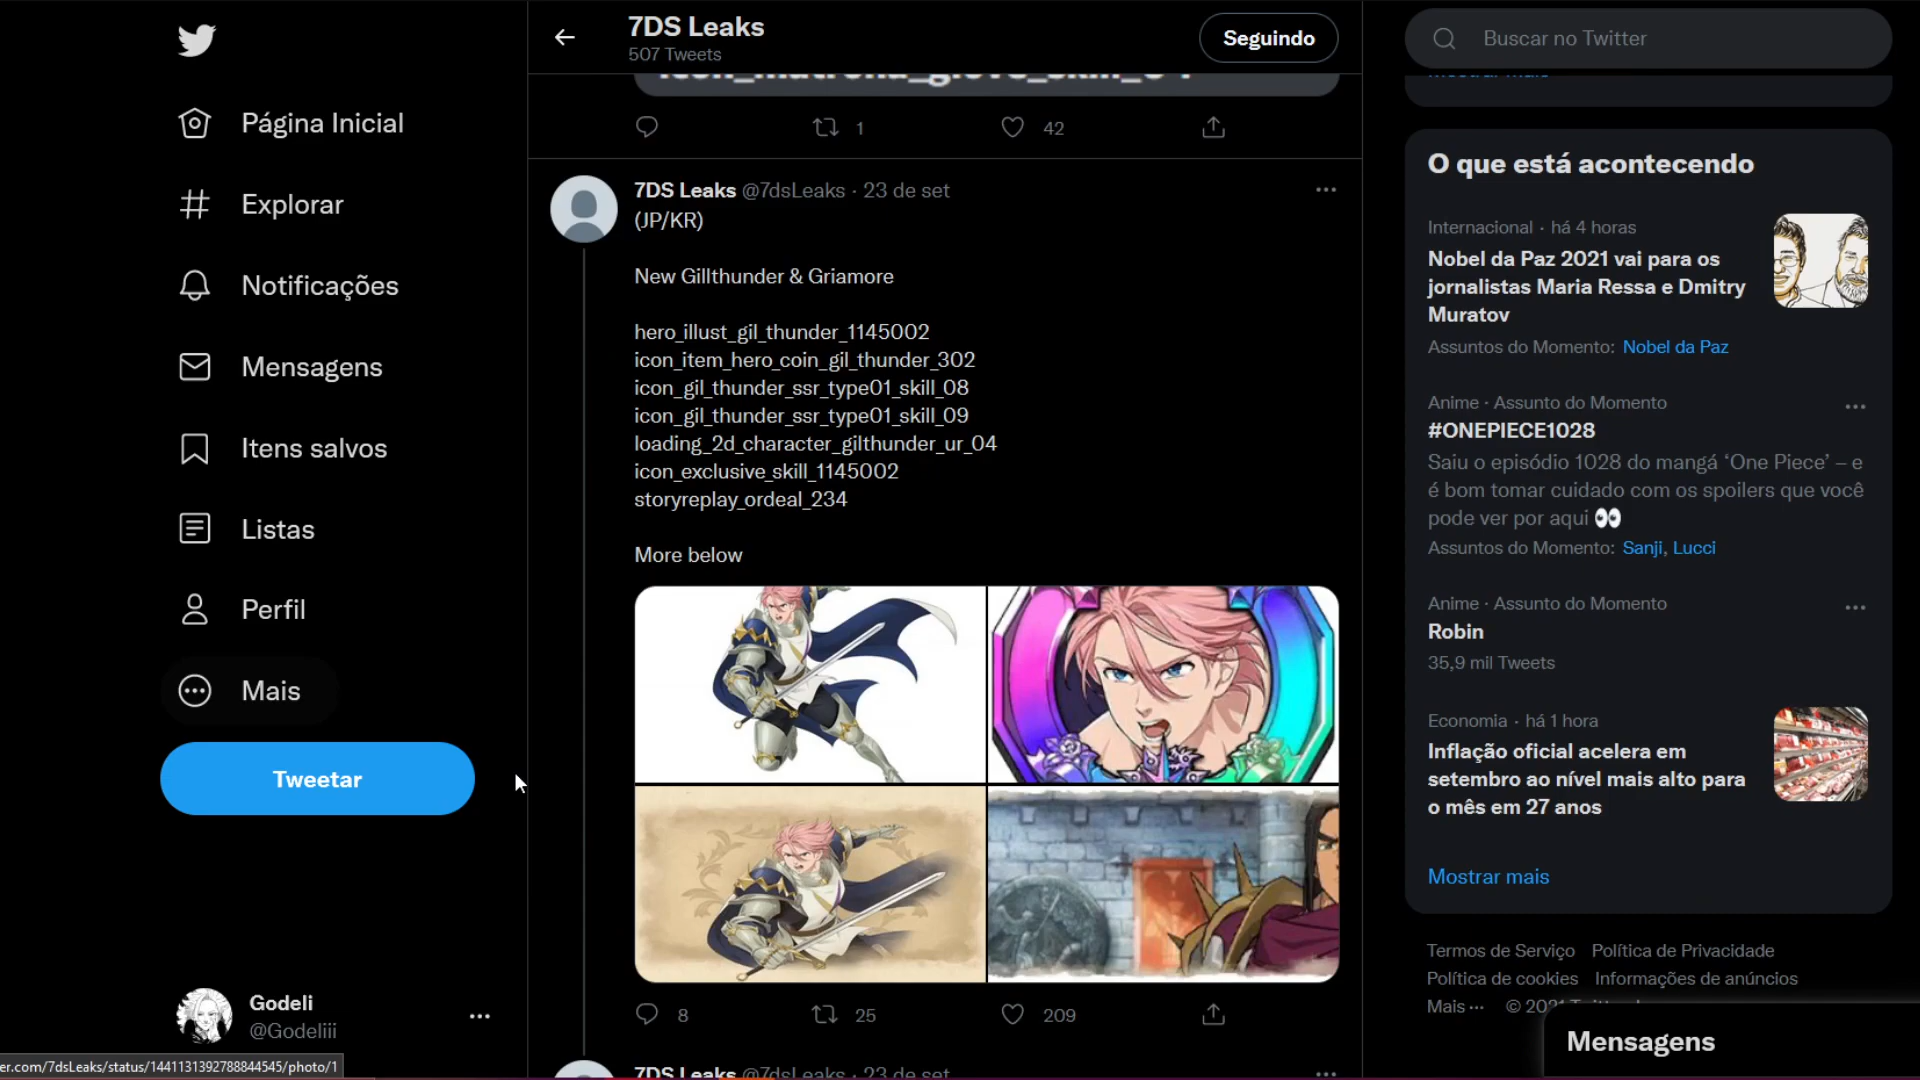 Página Inicial
Explorar
Notificações
Mensagens
Itens salvos
Listas
Perfil
Mais
Tweetar
Godeli
@Godeliii
er.com/7dsLeaks/status/1441131392788844545/photo/1
7DS Leaks
507 Tweets
Seguindo
1
42
7DS Leaks @7dsLeaks · 23 de set
(JP/KR)
New Gillthunder & Griamore
hero_illust_gil_thunder_1145002
icon_item_hero_coin_gil_thunder_302
icon_gil_thunder_ssr_type01_skill_08
icon_gil_thunder_ssr_type01_skill_09
loading_2d_character_gilthunder_ur_04
icon_exclusive_skill_1145002
storyreplay_ordeal_234
More below
8
25
209
7DS Leaks @7dsLeaks · 23 de set
Buscar no Twitter
O que está acontecendo
Internacional · há 4 horas
Nobel da Paz 2021 vai para os
jornalistas Maria Ressa e Dmitry
Muratov
Assuntos do Momento: Nobel da Paz
Anime · Assunto do Momento
#ONEPIECE1028
Saiu o episódio 1028 do mangá ‘One Piece’ – e
é bom tomar cuidado com os spoilers que você
pode ver por aqui 👀
Assuntos do Momento: Sanji, Lucci
Anime · Assunto do Momento
Robin
35,9 mil Tweets
Economia · há 1 hora
Inflação oficial acelera em
setembro ao nível mais alto para
o mês em 27 anos
Mostrar mais
Termos de Serviço Política de Privacidade
Política de cookies Informações de anúncios
Mais ··· ©
Mensagens